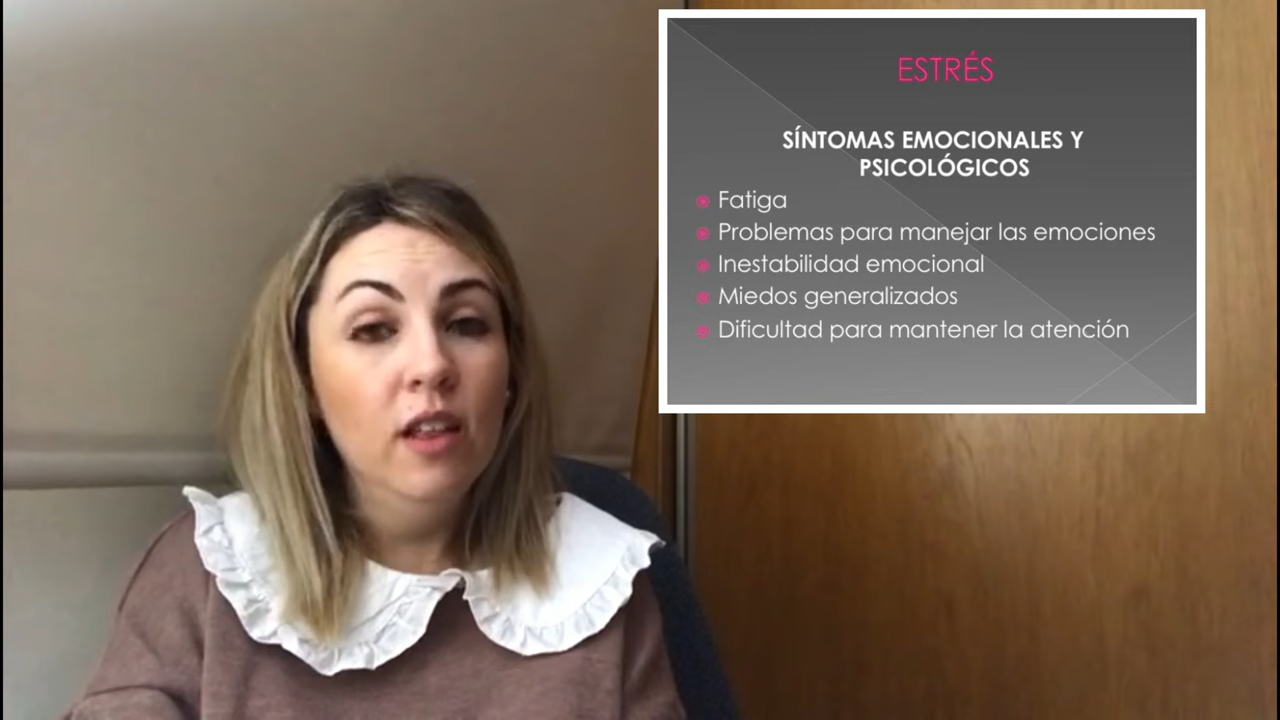 ESTRÉS
SÍNTOMAS EMOCIONALES Y
PSICOLÓGICOS
Fatiga
Problemas para manejar las emociones
Inestabilidad emocional
Miedos generalizados
Dificultad para mantener la atención